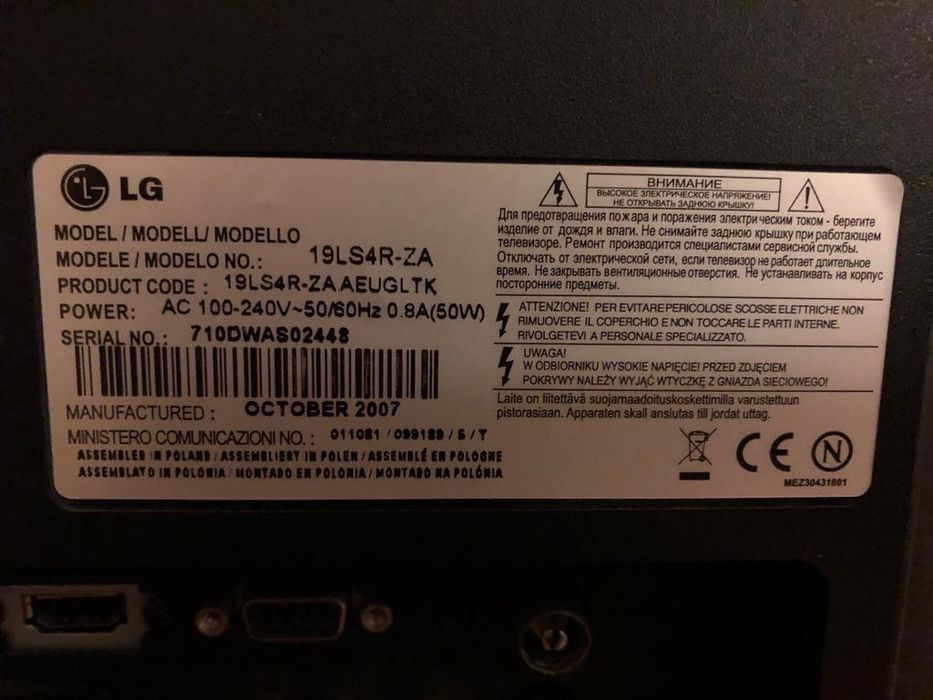 LG
MODEL / MODELL/ MODELLO
MODELE / MODELO NO.: 19LS4R-ZA
PRODUCT CODE : 19LS4R-ZA.AEUGLTK
POWER: AC 100-240V~50/60Hz 0.8A(50W)
SERIAL NO.: 710DWAS02448
MANUFACTURED : OCTOBER 2007
MINISTERO COMUNICAZIONI NO.: 011081 / 099189 / S / T
ASSEMBLED IN POLAND / ASSEMBLIERT IN POLEN / ASSEMBLÉ EN POLOGNE
ASSEMBLATO IN POLONIA / MONTADO EN POLONIA / MONTADO NA POLÓNIA
ВНИМАНИЕ
ВЫСОКОЕ ЭЛЕКТРИЧЕСКОЕ НАПРЯЖЕНИЕ!
НЕ ОТКРЫВАТЬ ЗАДНЮЮ КРЫШКУ!
Для предотвращения пожара и поражения электрическим током - берегите
изделие от дождя и влаги. Не снимайте заднюю крышку при работающем
телевизоре. Ремонт производится специалистами сервисной службы.
Отключать от электрической сети, если телевизор не работает длительное
время. Не закрывать вентиляционные отверстия. Не устанавливать на корпус
посторонние предметы.
ATTENZIONE! PER EVITARE PERICOLOSE SCOSSE ELETTRICHE NON
RIMUOVERE IL COPERCHIO E NON TOCCARE LE PARTI INTERNE.
RIVOLGETEVI A PERSONALE SPECIALIZZATO.
UWAGA!
W ODBIORNIKU WYSOKIE NAPIĘCIE! PRZED ZDJĘCIEM
POKRYWY NALEŻY WYJĄĆ WTYCZKĘ Z GNIAZDA SIECIOWEGO!
Laite on liitettävä suojamaadoituskoskettimilla varustettuun
pistorasiaan. Apparaten skall anslutas till jordat uttag.
CE N
MEZ30431801